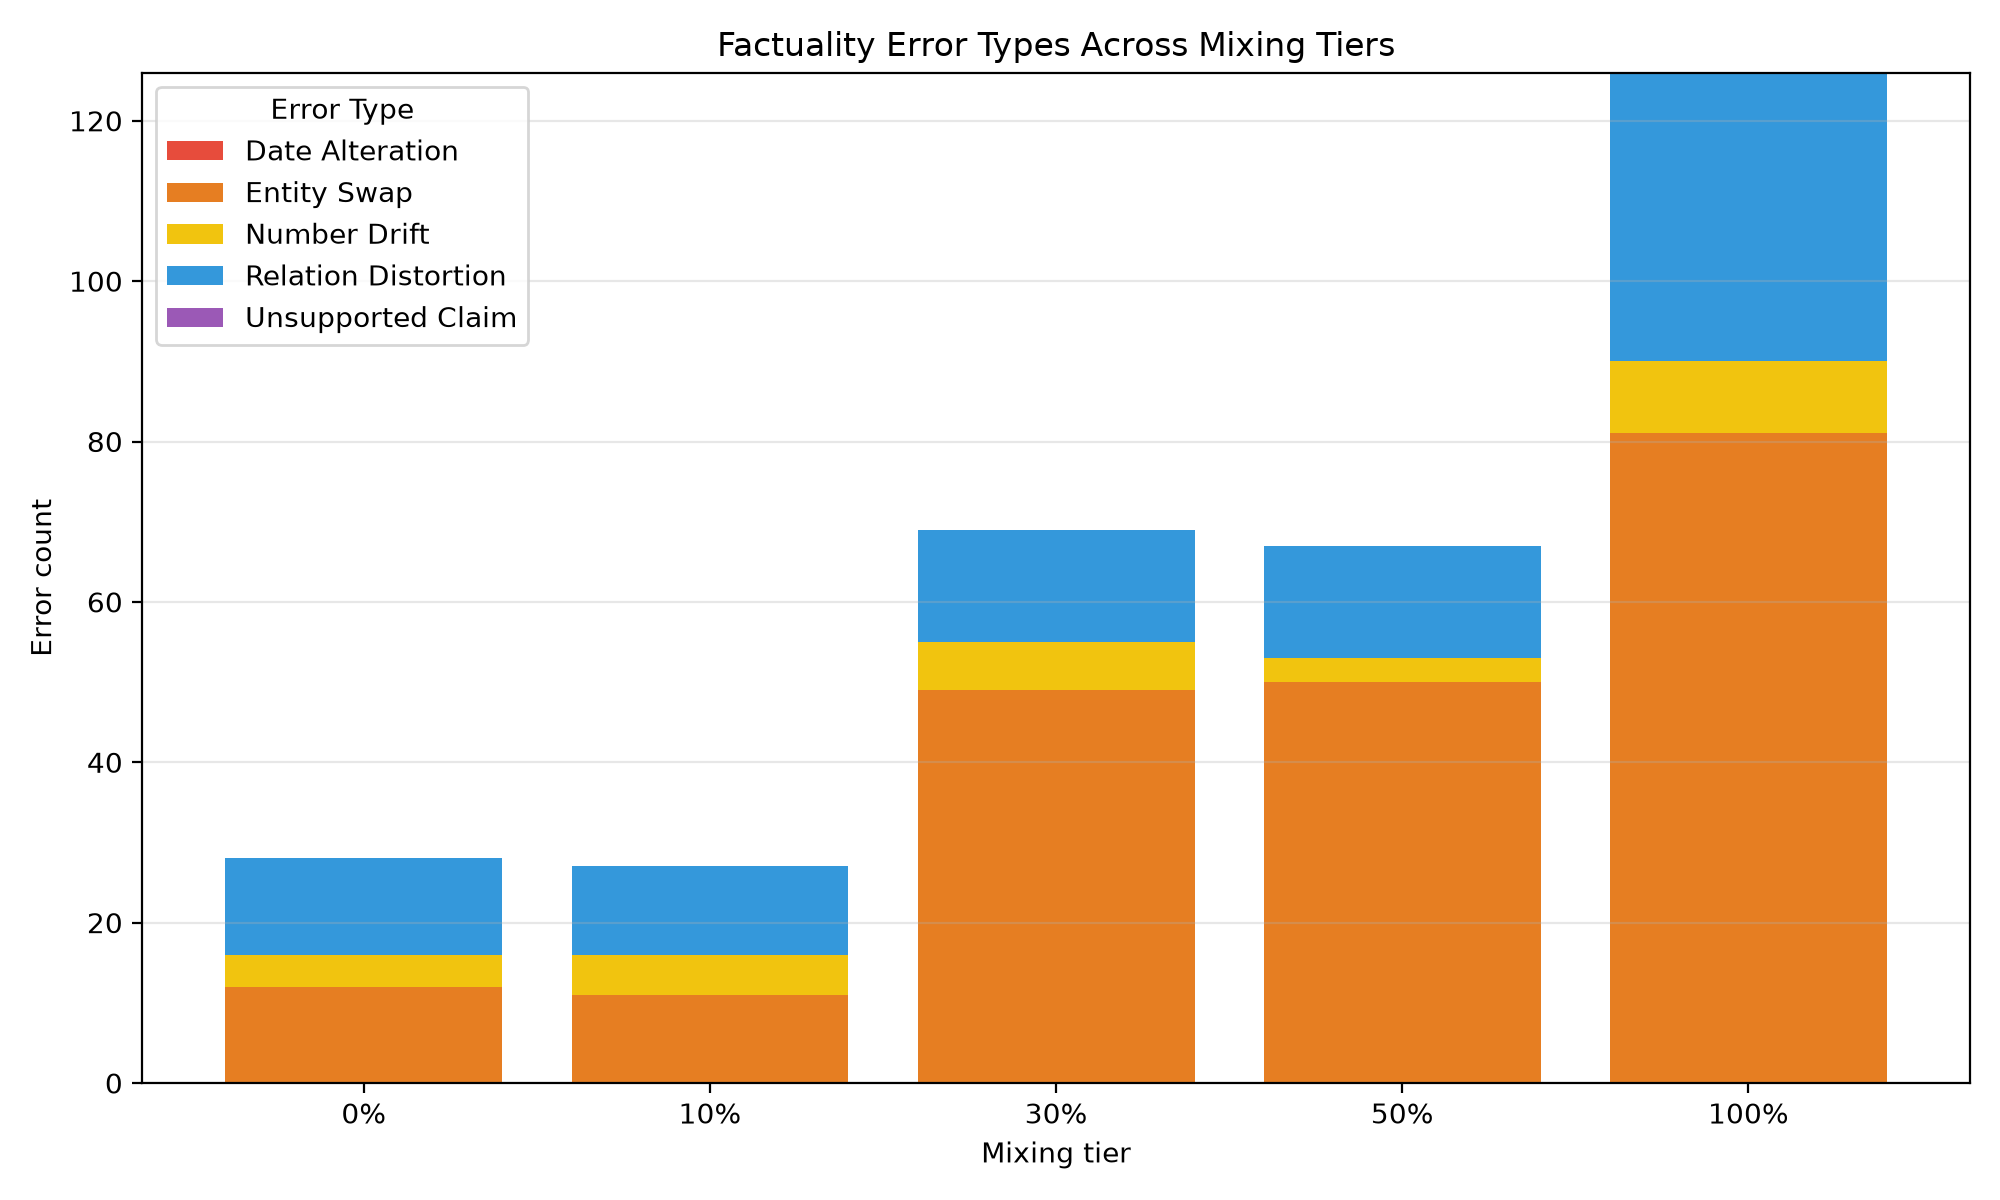 Factuality Error Types Across Mixing Tiers
Error Type
Date Alteration
Entity Swap
Number Drift
Relation Distortion
Unsupported Claim
120
100
80
60
40
20
0
Error count
0% 10% 30% 50% 100%
Mixing tier